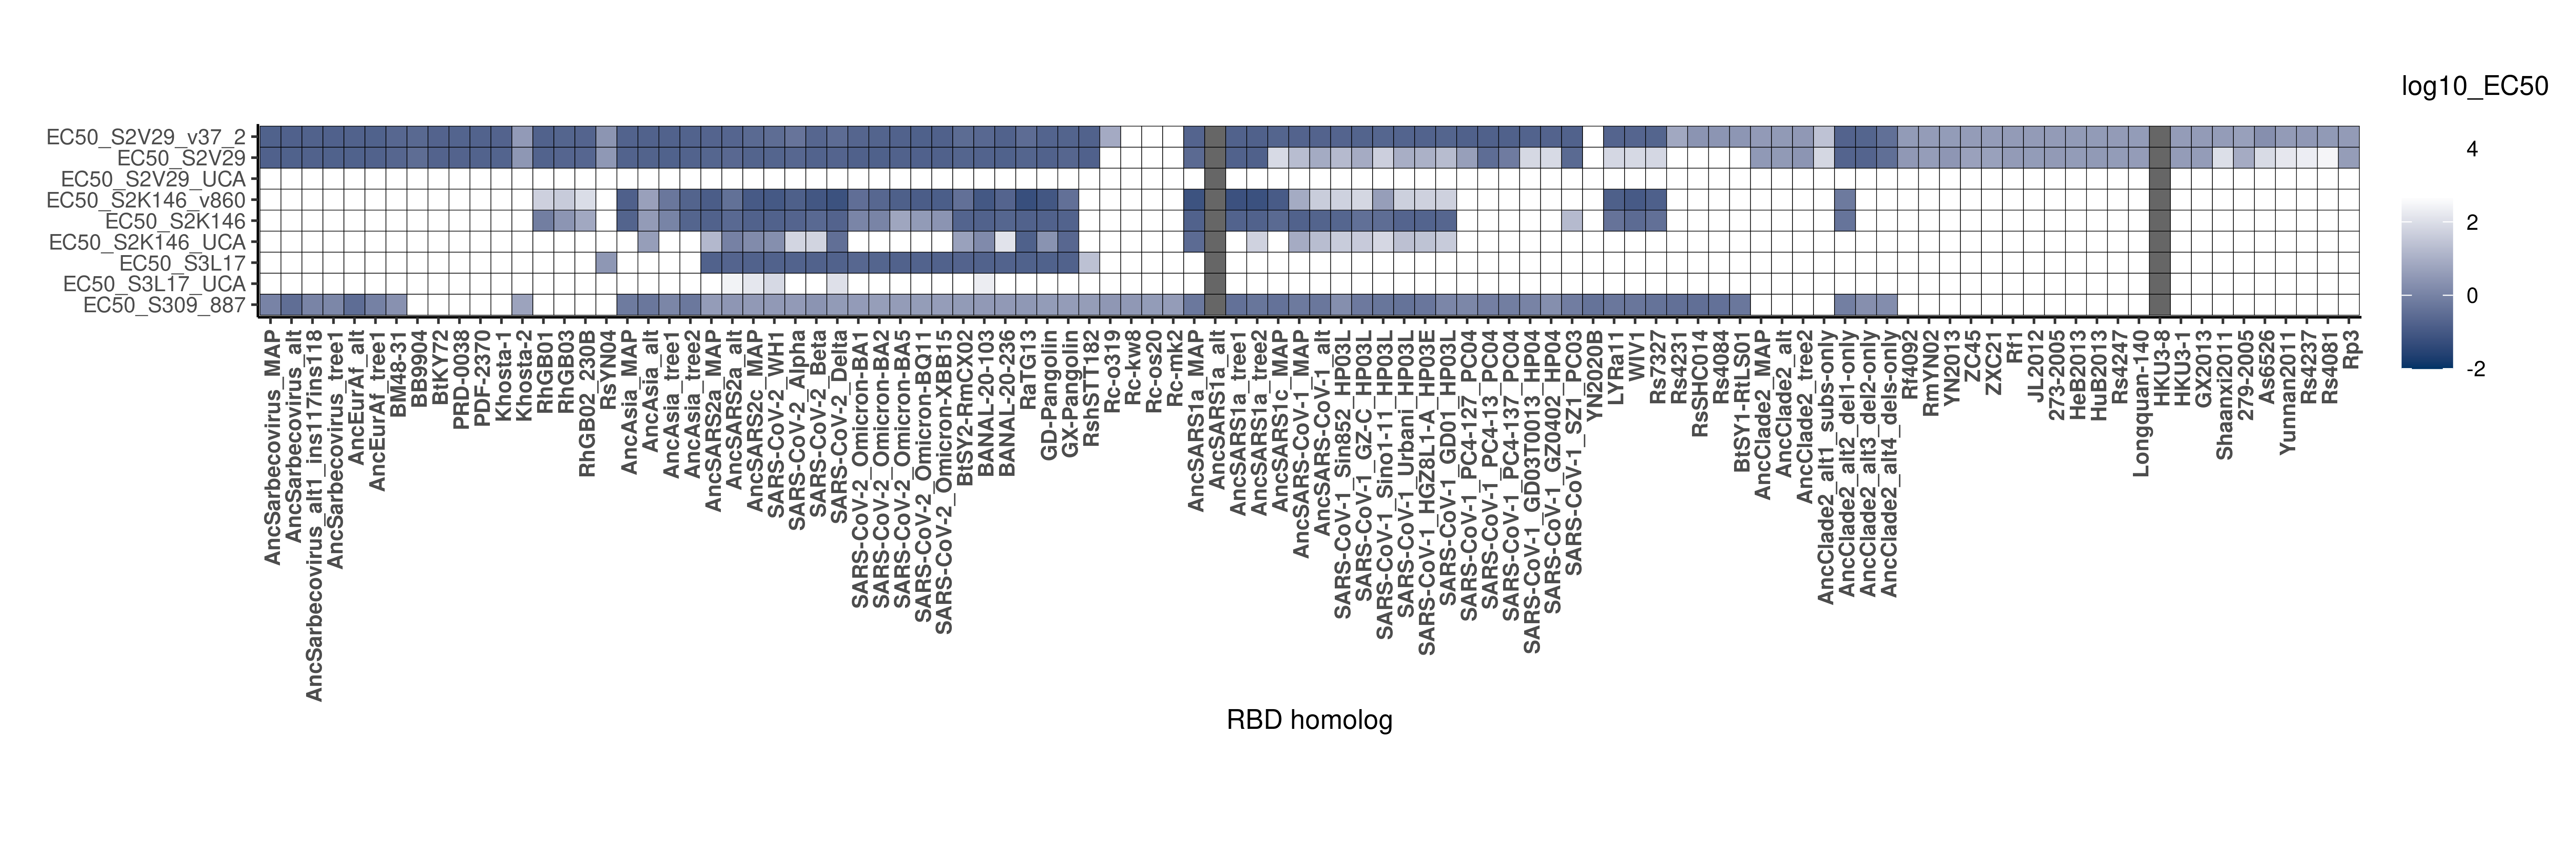 log10_EC50
4
2
0
-2
EC50_S2V29_v37_2
EC50_S2V29
EC50_S2V29_UCA
EC50_S2K146_v860
EC50_S2K146
EC50_S2K146_UCA
EC50_S3L17
EC50_S3L17_UCA
EC50_S309_887
AncSarbecovirus_MAP
AncSarbecovirus_alt
AncSarbecovirus_alt1_ins117ins118
AncSarbecovirus_tree1
AncEurAf_alt
AncEurAf_tree1
BM48-31
BB9904
BtKY72
PRD-0038
PDF-2370
Khosta-1
Khosta-2
RhGB01
RhGB03
RhGB02_230B
RsYN04
AncAsia_MAP
AncAsia_alt
AncAsia_tree1
AncAsia_tree2
AncSARS2a_MAP
AncSARS2a_alt
AncSARS2c_MAP
SARS-CoV-2_WH1
SARS-CoV-2_Alpha
SARS-CoV-2_Beta
SARS-CoV-2_Delta
SARS-CoV-2_Omicron-BA1
SARS-CoV-2_Omicron-BA2
SARS-CoV-2_Omicron-BA5
SARS-CoV-2_Omicron-BQ11
SARS-CoV-2_Omicron-XBB15
BtSY2-RmCX02
BANAL-20-103
BANAL-20-236
RaTG13
GD-Pangolin
GX-Pangolin
RshSTT182
Rc-o319
Rc-kw8
Rc-os20
Rc-mk2
AncSARS1a_MAP
AncSARS1a_alt
AncSARS1a_tree1
AncSARS1a_tree2
AncSARS1c_MAP
AncSARS-CoV-1_MAP
AncSARS-CoV-1_alt
SARS-CoV-1_Sin852_HP03L
SARS-CoV-1_GZ-C_HP03L
SARS-CoV-1_Sino1-11_HP03L
SARS-CoV-1_Urbani_HP03L
SARS-CoV-1_HGZ8L1-A_HP03E
SARS-CoV-1_GD01_HP03L
SARS-CoV-1_PC4-127_PC04
SARS-CoV-1_PC4-13_PC04
SARS-CoV-1_PC4-137_PC04
SARS-CoV-1_GD03T0013_HP04
SARS-CoV-1_GZ0402_HP04
SARS-CoV-1_SZ1_PC03
YN2020B
LYRa11
WIV1
Rs7327
Rs4231
RsSHC014
Rs4084
BtSY1-RtLS01
AncClade2_MAP
AncClade2_alt
AncClade2_tree2
AncClade2_alt1_subs-only
AncClade2_alt2_del1-only
AncClade2_alt3_del2-only
AncClade2_alt4_dels-only
Rf4092
RmYN02
YN2013
ZC45
ZXC21
Rf1
JL2012
273-2005
HeB2013
HuB2013
Rs4247
Longquan-140
HKU3-8
HKU3-1
GX2013
Shaanxi2011
279-2005
As6526
Yunnan2011
Rs4237
Rs4081
Rp3
RBD homolog